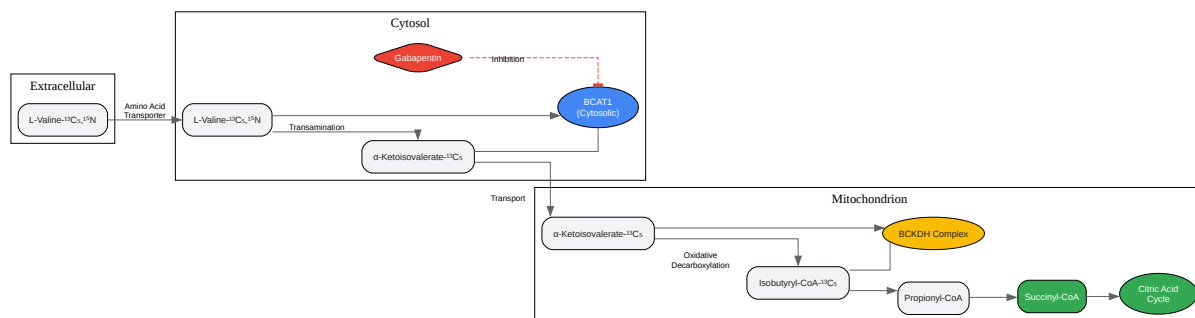 Cytosol
Gabapentin
Inhibition
Extracellular
L-Valine-¹³C₅,¹⁵N
Amino Acid
Transporter
L-Valine-¹³C₅,¹⁵N
BCAT1
(Cytosolic)
Transamination
α-Ketoisovalerate-¹³C₅
Transport
Mitochondrion
α-Ketoisovalerate-¹³C₅
BCKDH Complex
Oxidative
Decarboxylation
Isobutyryl-CoA-¹³C₅
Propionyl-CoA
Succinyl-CoA
Citric Acid
Cycle